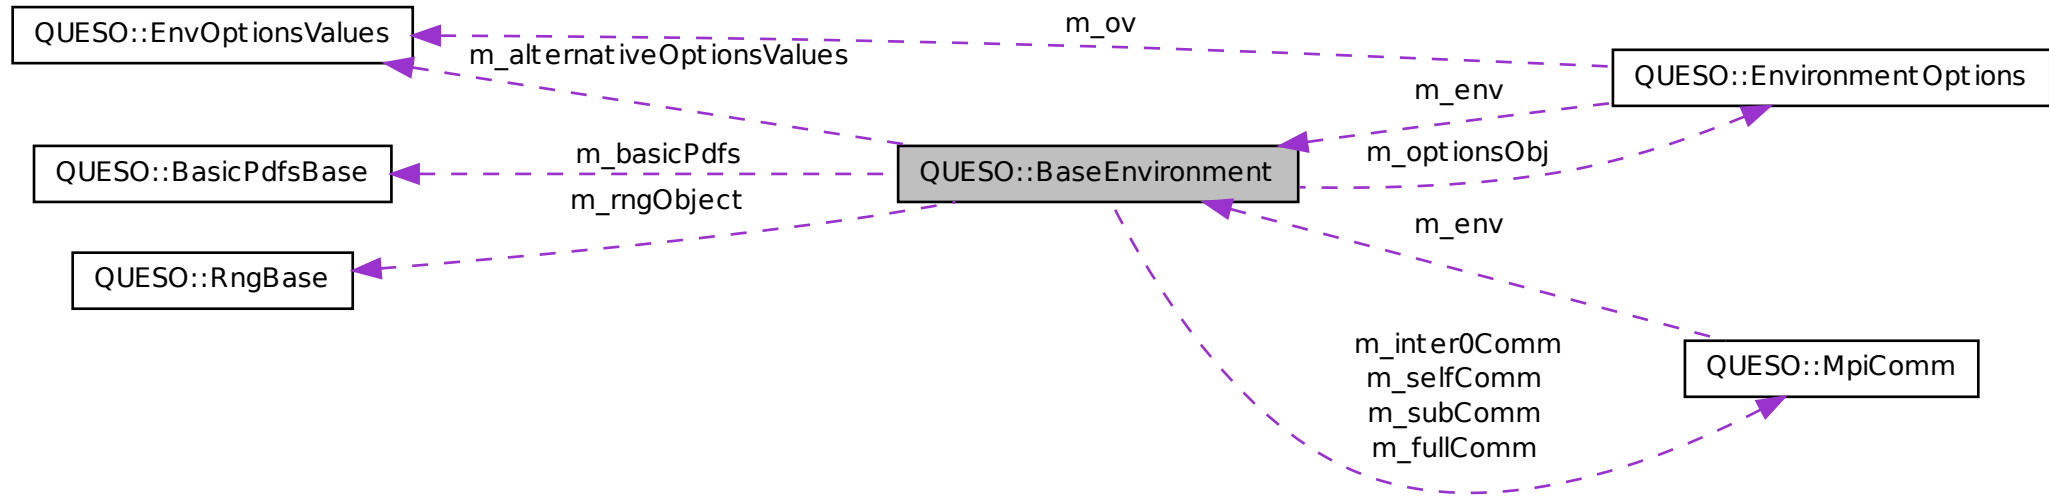 QUESO::EnvOptionsValues
m_ov
m_alternativeOptionsValues
QUESO::EnvironmentOptions
m_env
m_basicPdfs
m_optionsObj
QUESO::BasicPdfsBase
QUESO::BaseEnvironment
m_rngObject
m_env
QUESO::RngBase
m_inter0Comm
m_selfComm
m_subComm
m_fullComm
QUESO::MpiComm